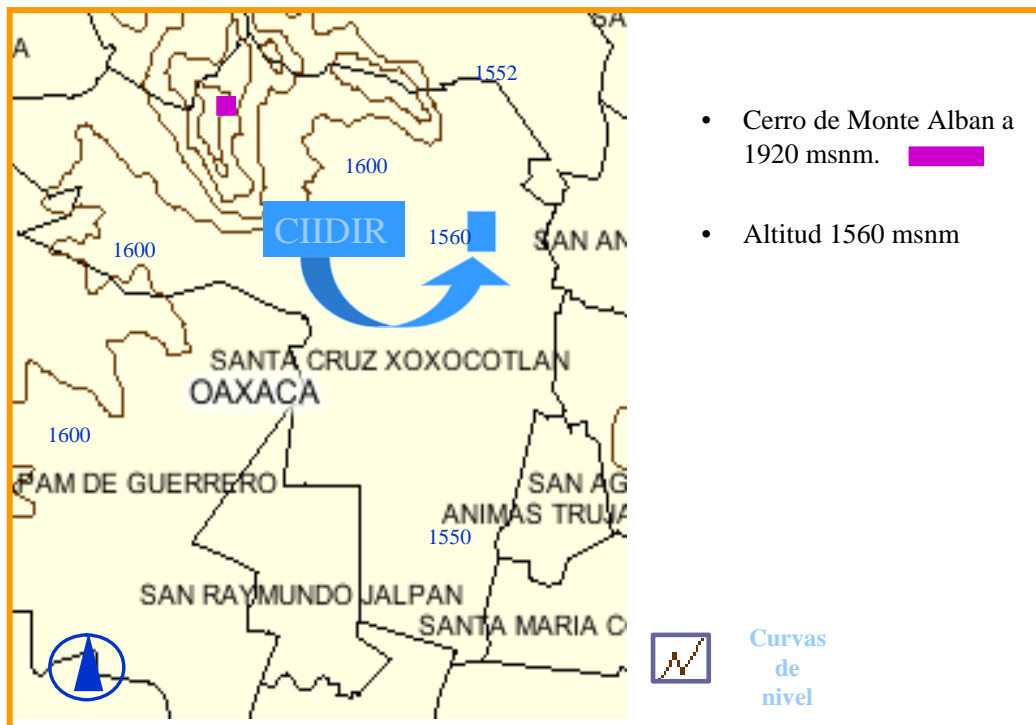 A
SA
1552
1600
CIIDIR
1560
SAN AN
1600
SANTA CRUZ XOXOCOTLAN
OAXACA
1600
PAM DE GUERRERO
SAN AG
ANIMAS TRUJA
1550
SAN RAYMUNDO JALPAN
SANTA MARIA CO
• Cerro de Monte Alban a
1920 msnm.
• Altitud 1560 msnm
Curvas
de
nivel